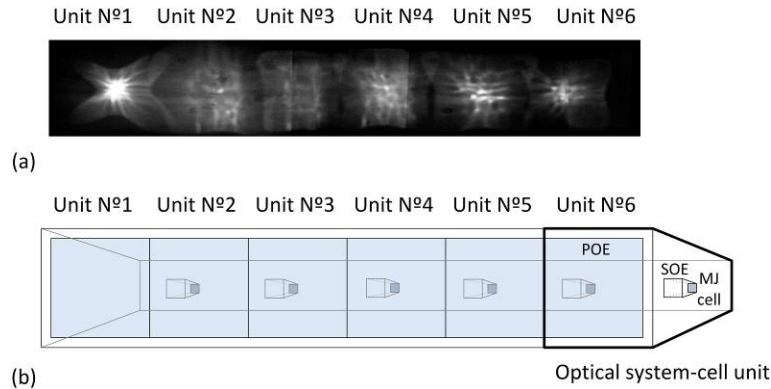 Unit Nº1 Unit Nº2 Unit Nº3 Unit Nº4 Unit Nº5 Unit Nº6
(a)
Unit Nº1 Unit Nº2 Unit Nº3 Unit Nº4 Unit Nº5 Unit Nº6
POE
SOE
MJ
cell
(b)
Optical system-cell unit